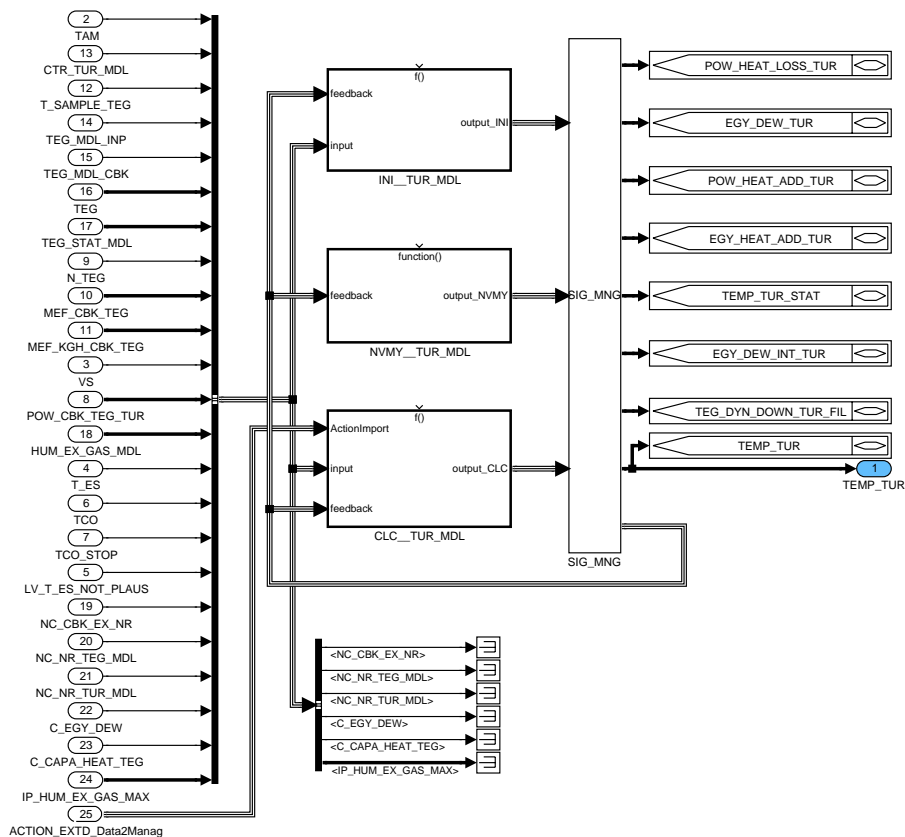 2
TAM
13
CTR_TUR_MDL
12
T_SAMPLE_TEG
14
TEG_MDL_INP
15
TEG_MDL_CBK
16
TEG
17
TEG_STAT_MDL
9
N_TEG
10
MEF_CBK_TEG
11
MEF_KGH_CBK_TEG
3
VS
8
POW_CBK_TEG_TUR
18
HUM_EX_GAS_MDL
4
T_ES
6
TCO
7
TCO_STOP
5
LV_T_ES_NOT_PLAUS
19
NC_CBK_EX_NR
20
NC_NR_TEG_MDL
21
NC_NR_TUR_MDL
22
C_EGY_DEW
23
C_CAPA_HEAT_TEG
24
IP_HUM_EX_GAS_MAX
25
ACTION_EXTD_Data2Manag
f()
feedback
output_INI
input
INI__TUR_MDL
function()
feedback
output_NVMY
NVMY__TUR_MDL
f()
ActionImport
input
output_CLC
feedback
CLC__TUR_MDL
SIG_MNG
SIG_MNG
POW_HEAT_LOSS_TUR
EGY_DEW_TUR
POW_HEAT_ADD_TUR
EGY_HEAT_ADD_TUR
TEMP_TUR_STAT
EGY_DEW_INT_TUR
TEG_DYN_DOWN_TUR_FIL
TEMP_TUR
1
TEMP_TUR
<NC_CBK_EX_NR>
<NC_NR_TEG_MDL>
<NC_NR_TUR_MDL>
<C_EGY_DEW>
<C_CAPA_HEAT_TEG>
<IP_HUM_EX_GAS_MAX>